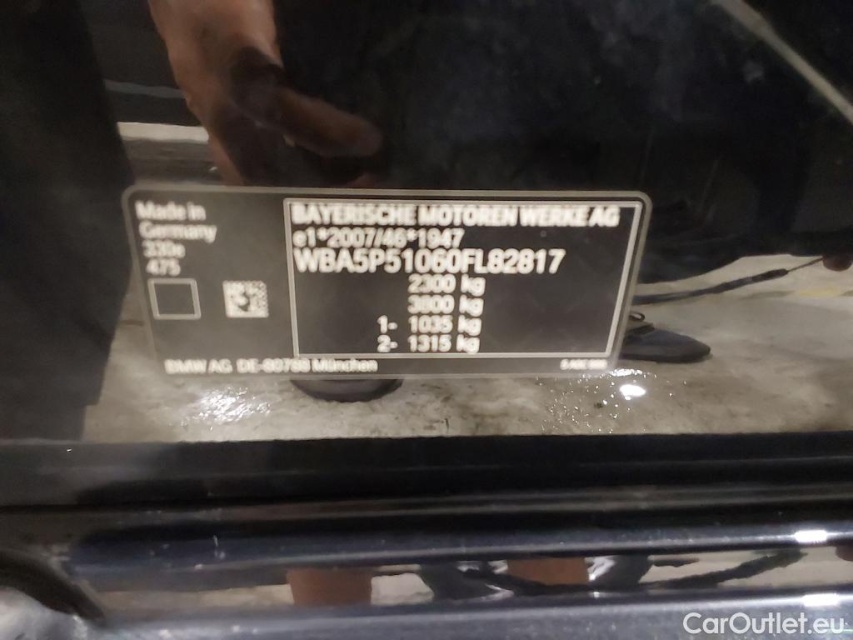 Made in
Germany
330e
475
BAYERISCHE MOTOREN WERKE AG
e1*2007/46*1947
WBA5P51060FL82817
2300 kg
3800 kg
1- 1035 kg
2- 1315 kg
BMW AG DE-80788 München
CarOutlet.eu